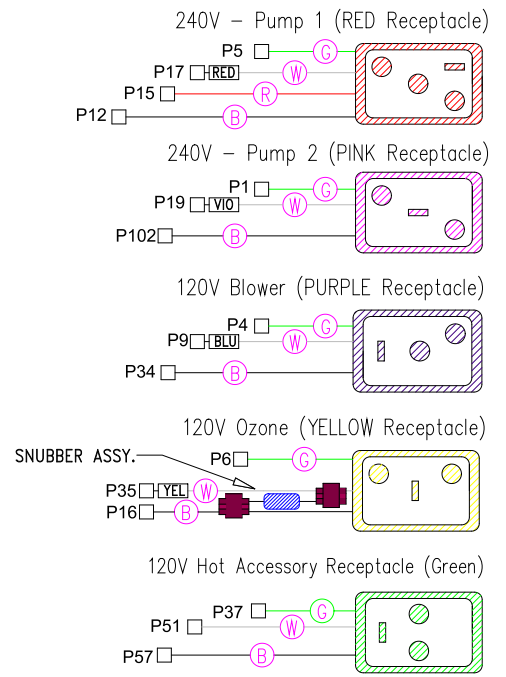 240V - Pump 1 (RED Receptacle)
P5 G
P17 RED W
P15 R
P12 B
240V - Pump 2 (PINK Receptacle)
P1 G
P19 VIO W
P102 B
120V Blower (PURPLE Receptacle)
P4 G
P9 BLU W
P34 B
120V Ozone (YELLOW Receptacle)
SNUBBER ASSY.
P6 G
P35 YEL W
P16 B
120V Hot Accessory Receptacle (Green)
P37 G
P51 W
P57 B